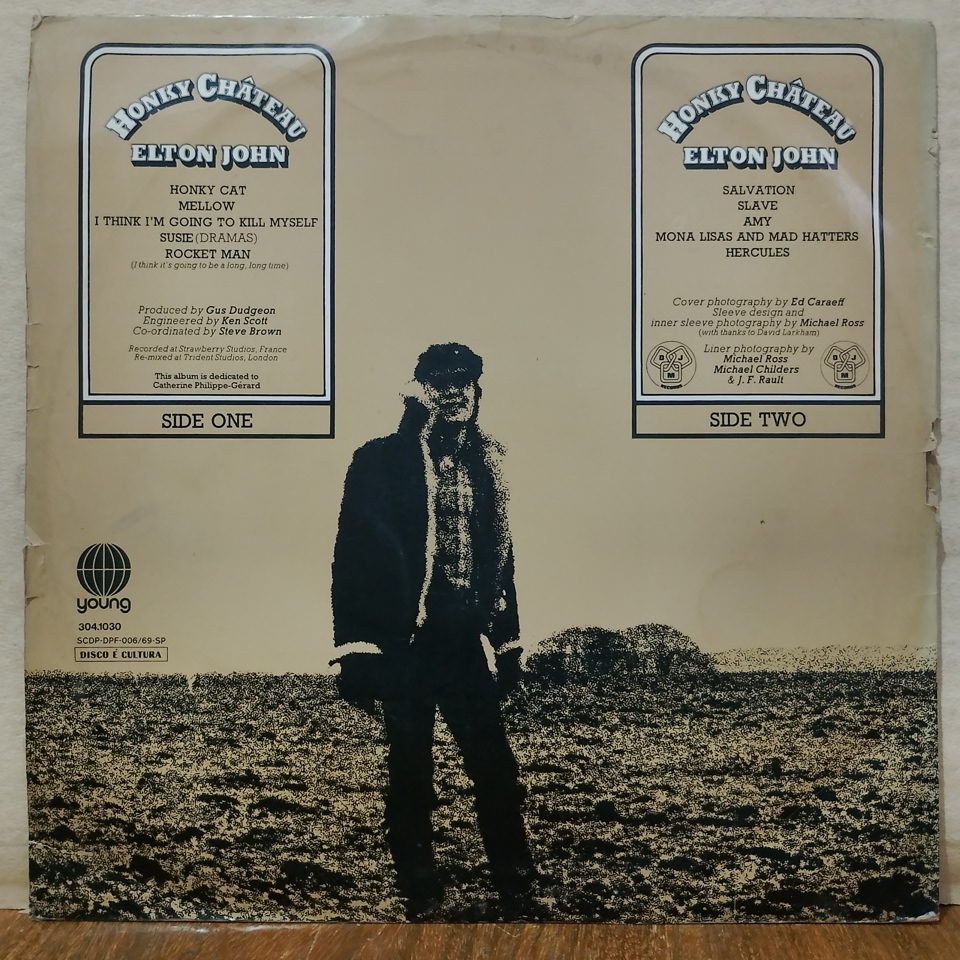 HONKY CHÂTEAU
ELTON JOHN
HONKY CAT
MELLOW
I THINK I'M GOING TO KILL MYSELF
SUSIE (DRAMAS)
ROCKET MAN
(I think it's going to be a long, long time)
Produced by Gus Dudgeon
Engineered by Ken Scott
Co-ordinated by Steve Brown
Recorded at Strawberry Studios, France
Re-mixed at Trident Studios, London
This album is dedicated to
Catherine Philippe-Gérard
SIDE ONE
HONKY CHÂTEAU
ELTON JOHN
SALVATION
SLAVE
AMY
MONA LISAS AND MAD HATTERS
HERCULES
Cover photography by Ed Caraeff
Sleeve design and
inner sleeve photography by Michael Ross
(with thanks to David Larkham)
Liner photography by
Michael Ross
Michael Childers
& J. F. Rault
DJM
RECORDS
DJM
RECORDS
SIDE TWO
young
304.1030
SCDP-DPF-006/69-SP
DISCO É CULTURA